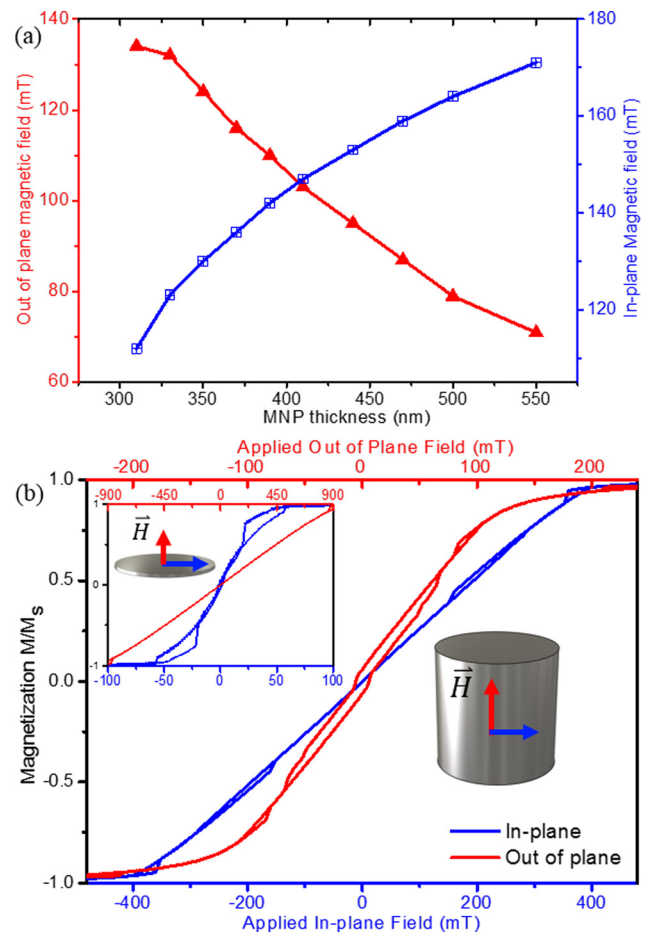 (a)
Out of plane magnetic field (mT)
140
120
100
80
60
180
160
140
120
In-plane Magnetic field (mT)
300 350 400 450 500 550
MNP thickness (nm)
Applied Out of Plane Field (mT)
-200 -100 0 100 200
(b)
Magnetization M/Ms
1.0
0.5
0.0
-0.5
-1.0
-900 -450 0 450 900
H
1
0
-1
-100 -50 0 50 100
H
In-plane
Out of plane
-400 -200 0 200 400
Applied In-plane Field (mT)